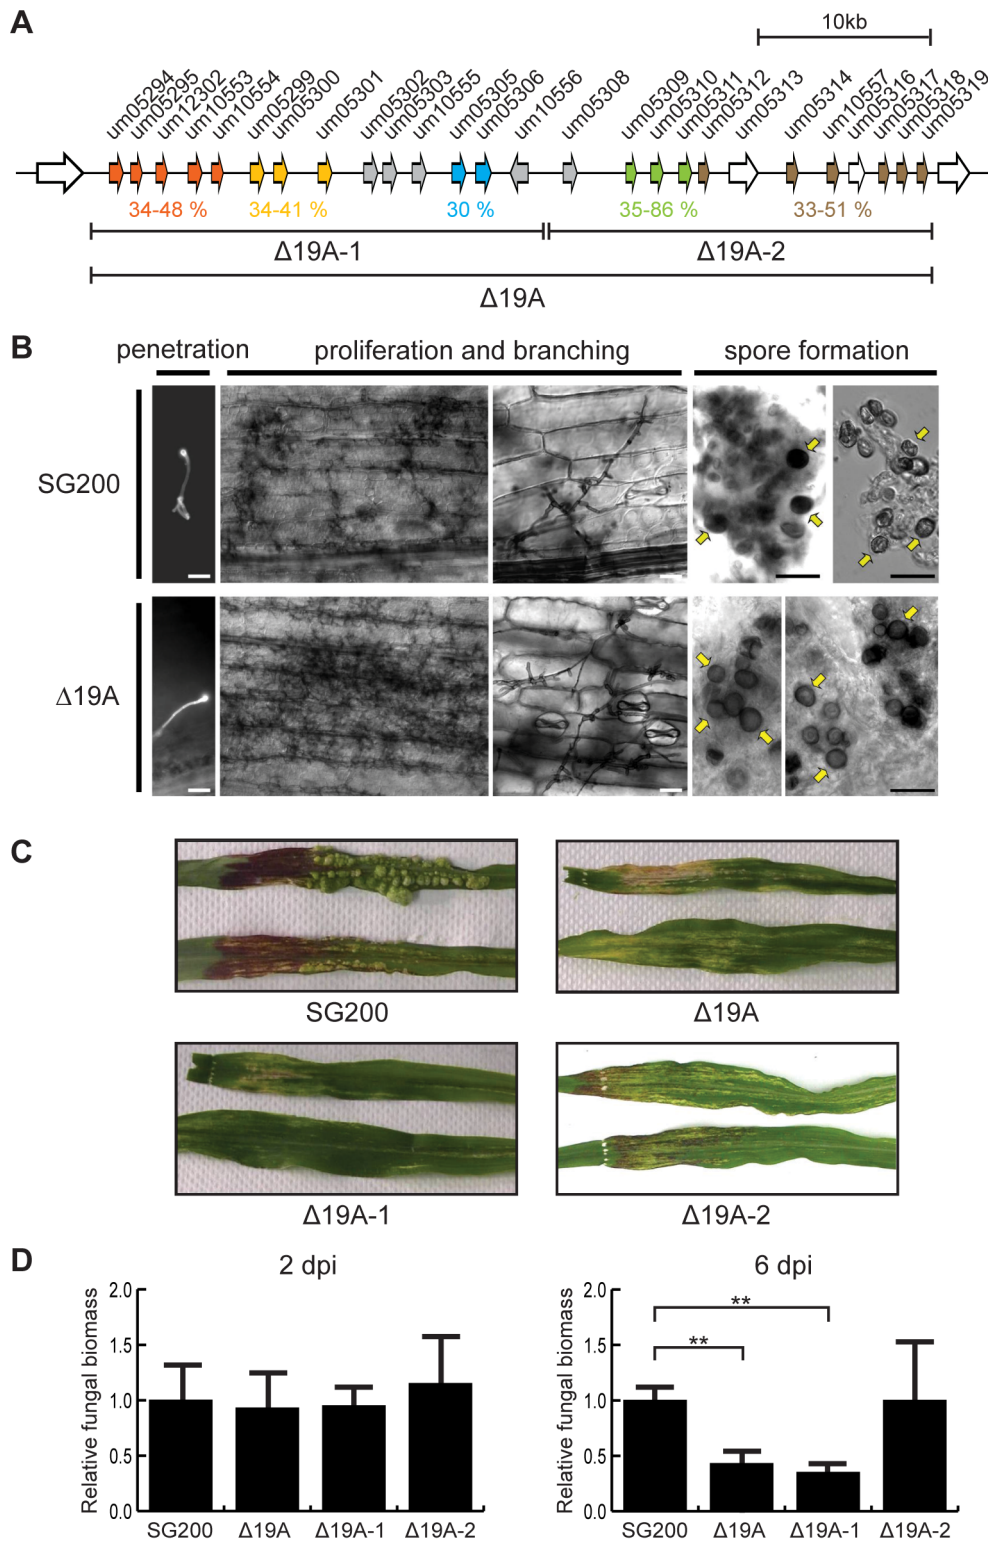 A
10kb
um05294 um05295 um12302 um10553 um10554 um05299 um05300 um05301 um05302 um05303 um10555 um05305 um05306 um10556 um05308 um05309 um05310 um05311 um05312 um05313 um05314 um10557 um05316 um05317 um05318 um05319
34-48 % 34-41 % 30 % 35-86 % 33-51 %
Δ19A-1 Δ19A-2
Δ19A
B
penetration proliferation and branching spore formation
SG200
Δ19A
C
SG200 Δ19A
Δ19A-1 Δ19A-2
D
2 dpi 6 dpi
Relative fungal biomass
2.0
1.5
1.0
0.5
0.0
SG200 Δ19A Δ19A-1 Δ19A-2
Relative fungal biomass
2.0
1.5
1.0
0.5
0.0
**
**
SG200 Δ19A Δ19A-1 Δ19A-2